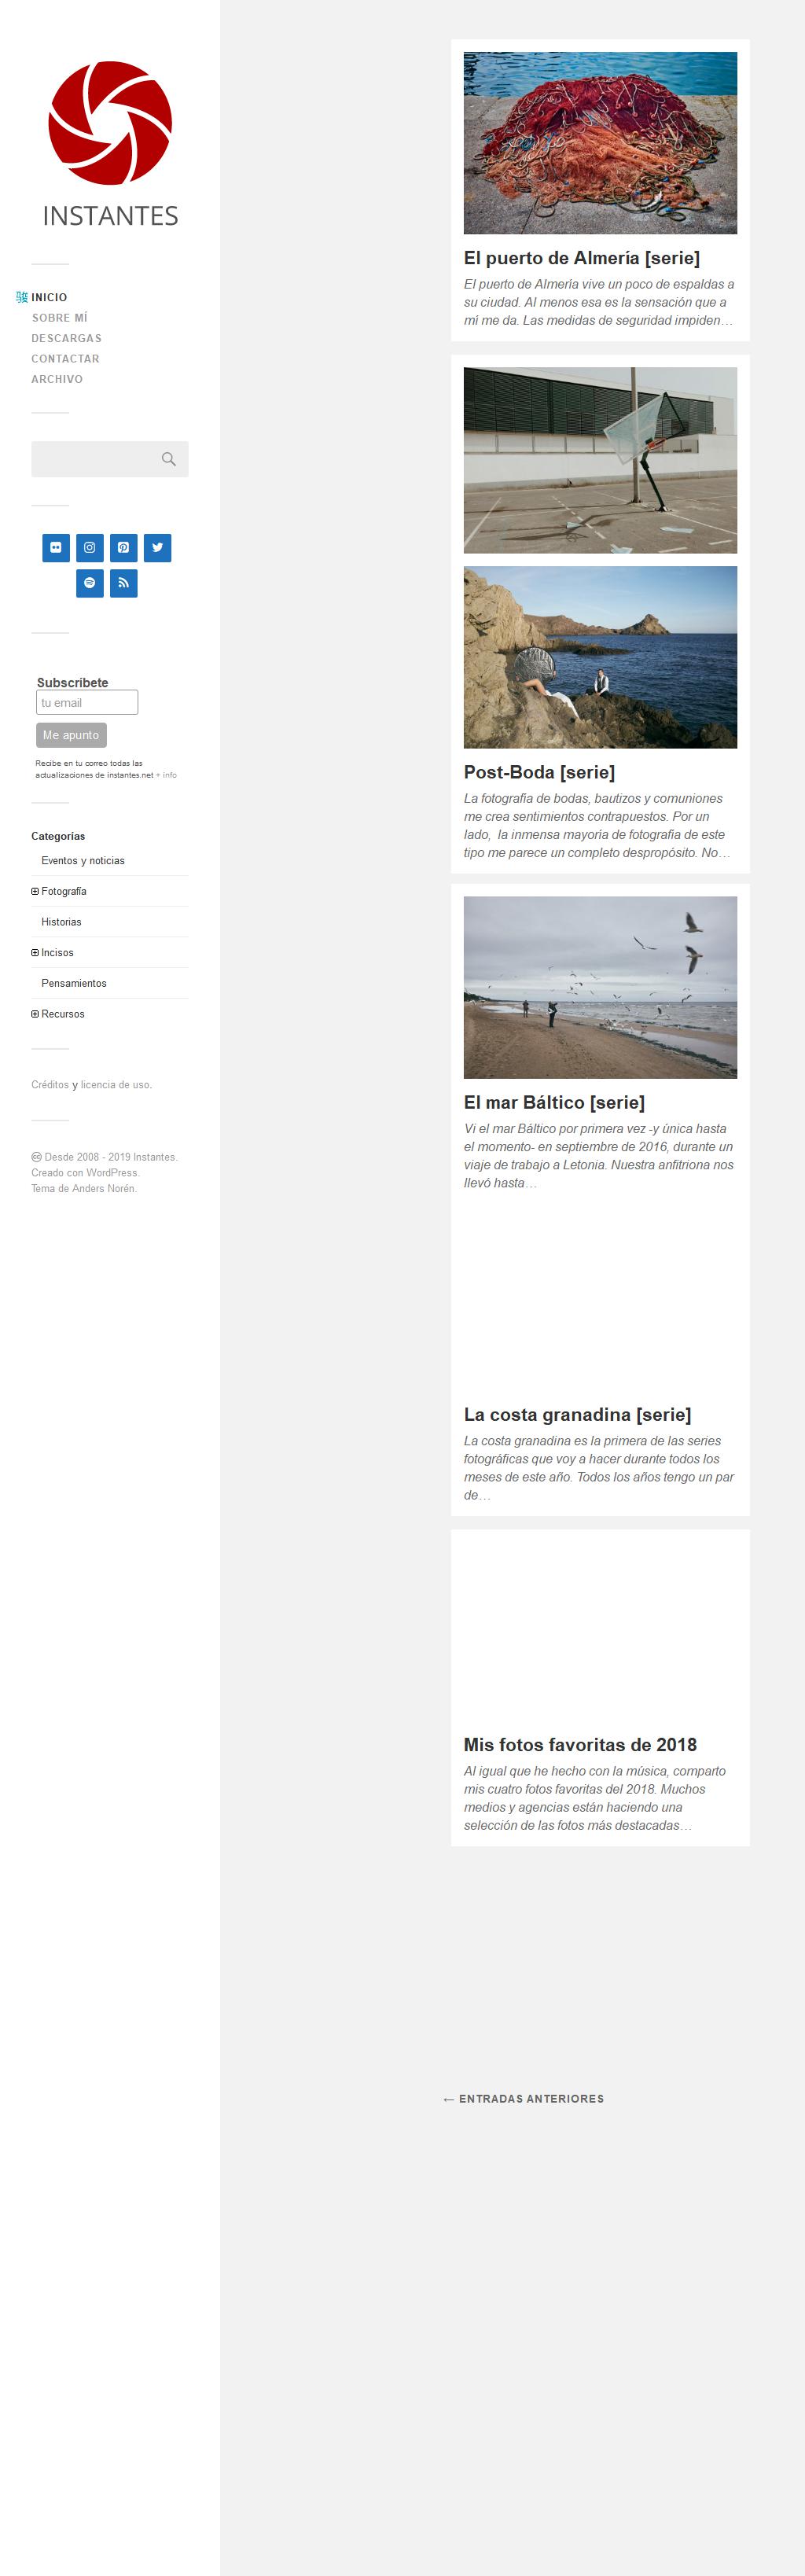 INSTANTES
骏 INICIO
SOBRE MÍ
DESCARGAS
CONTACTAR
ARCHIVO
Subscríbete
tu email
Me apunto
Recibe en tu correo todas las
actualizaciones de instantes.net + info
Categorías
Eventos y noticias
Fotografía
Historias
Incisos
Pensamientos
Recursos
Créditos y licencia de uso.
Desde 2008 - 2019 Instantes.
Creado con WordPress.
Tema de Anders Norén.
El puerto de Almería [serie]
El puerto de Almería vive un poco de espaldas a
su ciudad. Al menos esa es la sensación que a
mí me da. Las medidas de seguridad impiden…
Post-Boda [serie]
La fotografía de bodas, bautizos y comuniones
me crea sentimientos contrapuestos. Por un
lado,  la inmensa mayoría de fotografía de este
tipo me parece un completo despropósito. No…
El mar Báltico [serie]
Vi el mar Báltico por primera vez -y única hasta
el momento- en septiembre de 2016, durante un
viaje de trabajo a Letonia. Nuestra anfitriona nos
llevó hasta…
La costa granadina [serie]
La costa granadina es la primera de las series
fotográficas que voy a hacer durante todos los
meses de este año. Todos los años tengo un par
de…
Mis fotos favoritas de 2018
Al igual que he hecho con la música, comparto
mis cuatro fotos favoritas del 2018. Muchos
medios y agencias están haciendo una
selección de las fotos más destacadas…
← ENTRADAS ANTERIORES